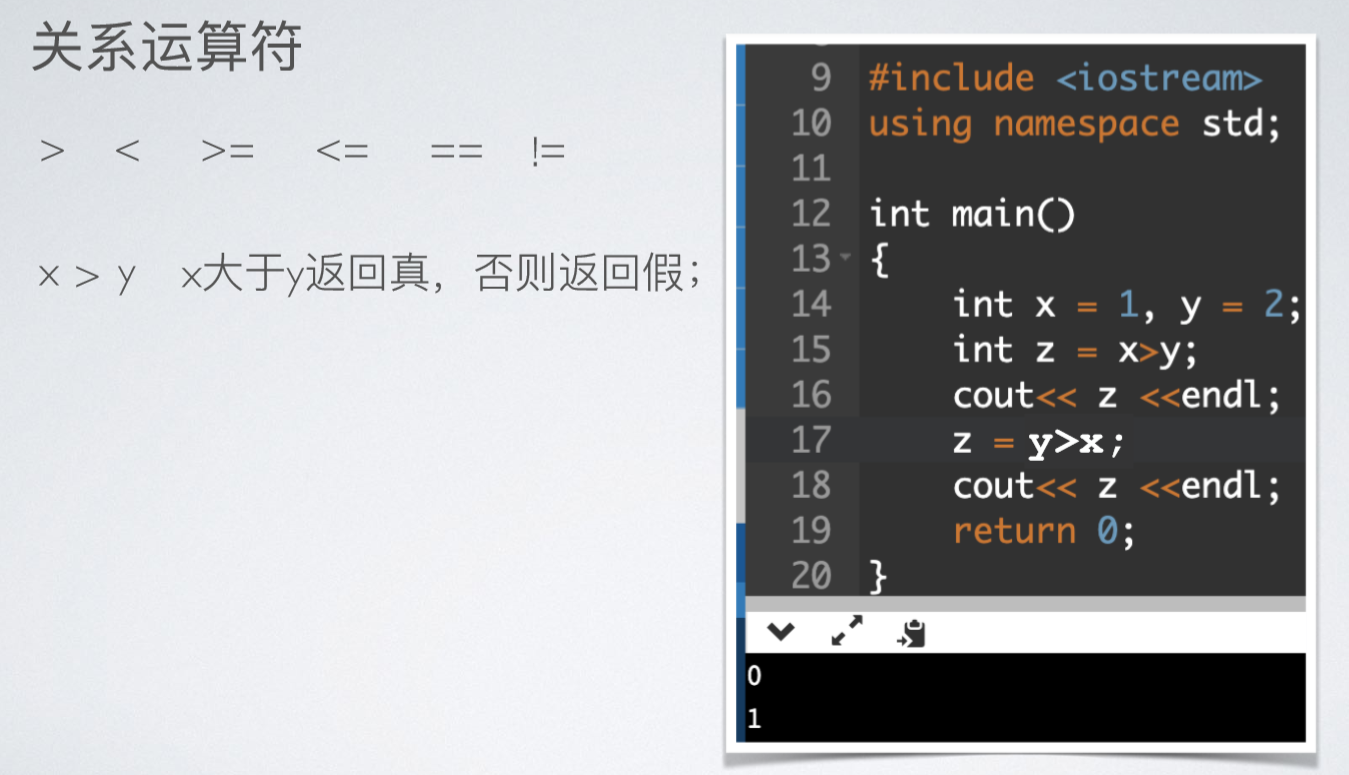 关系运算符
> < >= <= == !=
x > y x大于y返回真，否则返回假；
9 #include <iostream>
10 using namespace std;
11
12 int main()
13 {
14 int x = 1, y = 2;
15 int z = x>y;
16 cout<< z <<endl;
17 z = y>x;
18 cout<< z <<endl;
19 return 0;
20 }
0
1